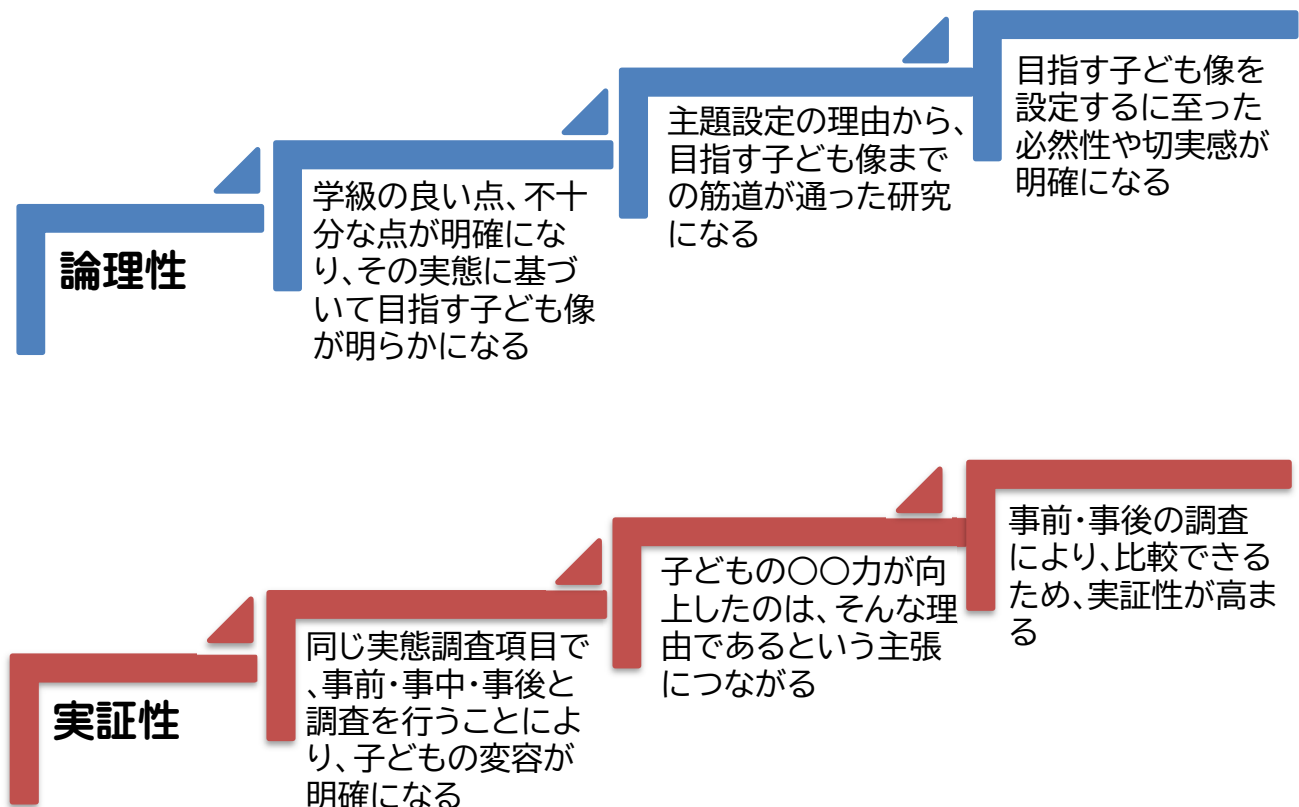 論理性
学級の良い点、不十
分な点が明確にな
り、その実態に基づ
いて目指す子ども像
が明らかになる
主題設定の理由から、
目指す子ども像まで
の筋道が通った研究
になる
目指す子ども像を
設定するに至った
必然性や切実感が
明確になる
実証性
同じ実態調査項目で
、事前・事中・事後と
調査を行うことによ
り、子どもの変容が
明確になる
子どもの〇〇力が向
上したのは、そんな理
由であるという主張
につながる
事前・事後の調査
により、比較できる
ため、実証性が高ま
る